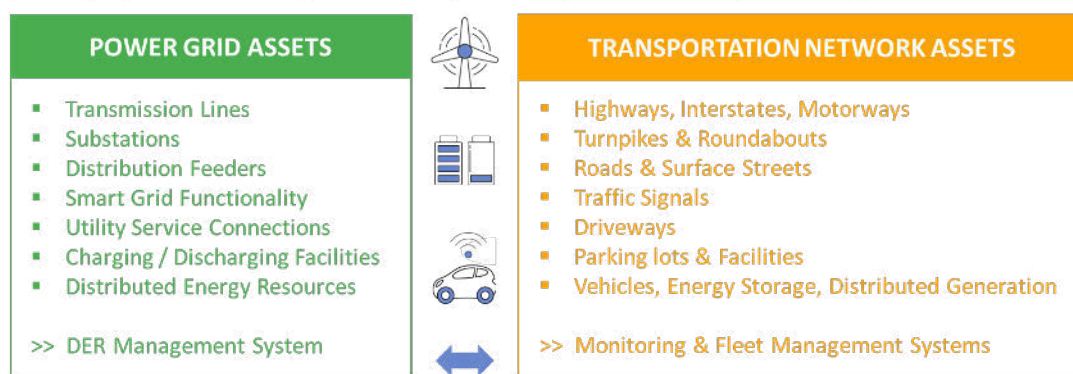 POWER GRID ASSETS
▪ Transmission Lines
▪ Substations
▪ Distribution Feeders
▪ Smart Grid Functionality
▪ Utility Service Connections
▪ Charging / Discharging Facilities
▪ Distributed Energy Resources
>> DER Management System
TRANSPORTATION NETWORK ASSETS
▪ Highways, Interstates, Motorways
▪ Turnpikes & Roundabouts
▪ Roads & Surface Streets
▪ Traffic Signals
▪ Driveways
▪ Parking lots & Facilities
▪ Vehicles, Energy Storage, Distributed Generation
>> Monitoring & Fleet Management Systems